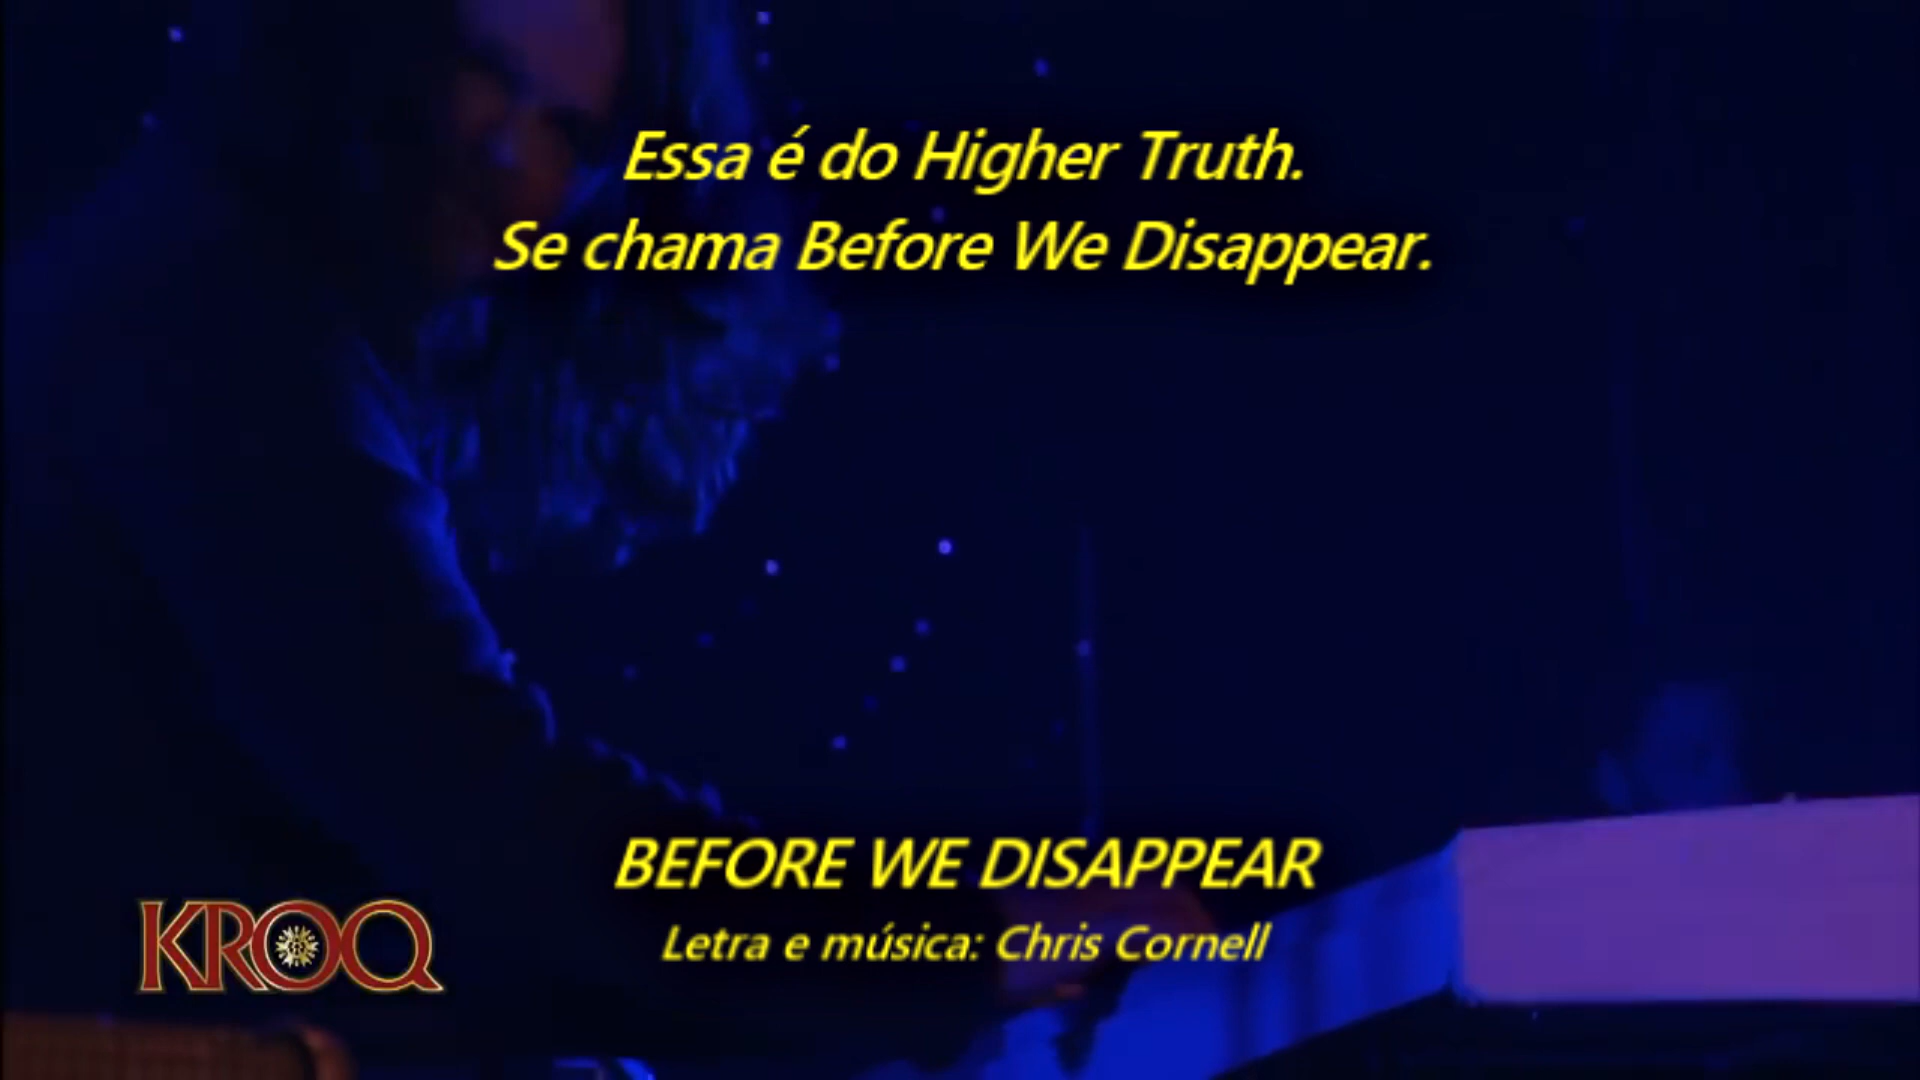 Essa é do Higher Truth.
Se chama Before We Disappear.
BEFORE WE DISAPPEAR
Letra e música: Chris Cornell
KROQ